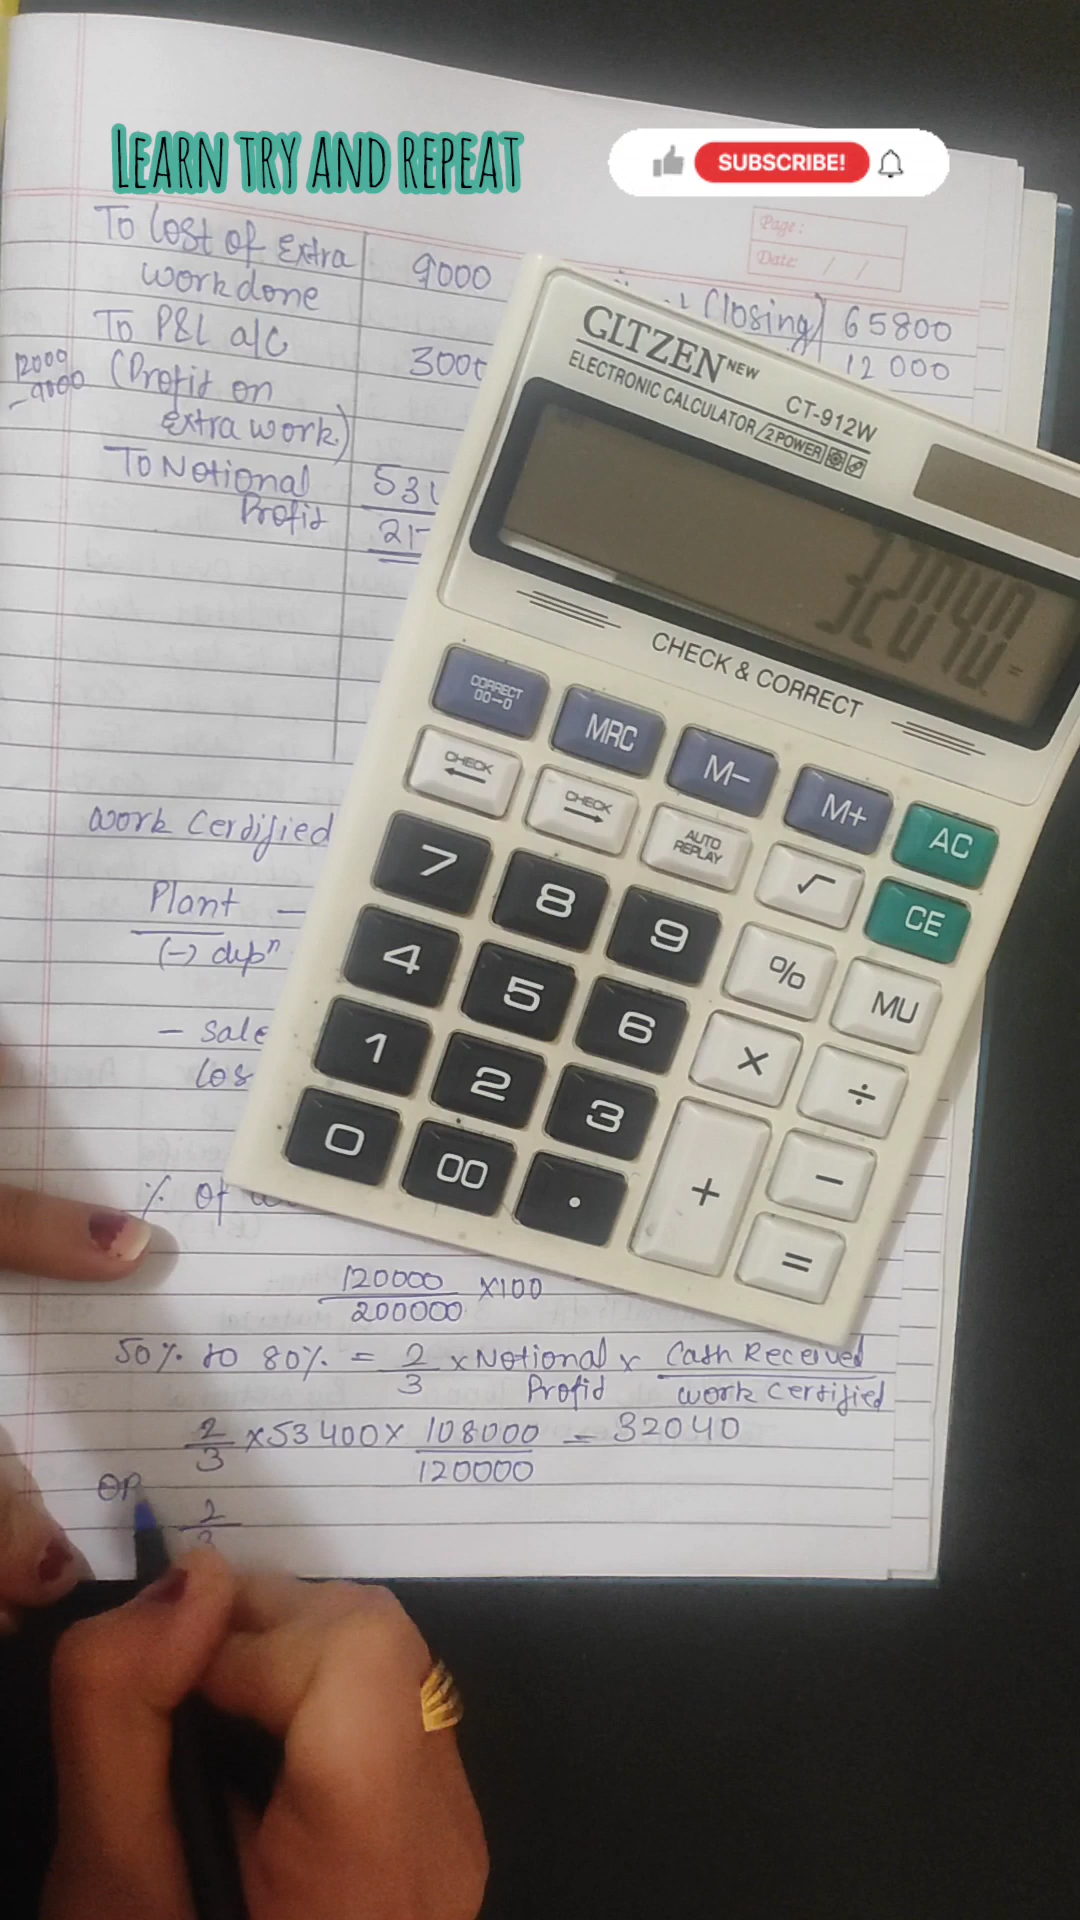 LEARN TRY AND REPEAT
SUBSCRIBE!
Page:
Date / /
To Cost of Extra 9000
work done
Closing) 65800
12000
To P&L a/c
(Profit on
12000
-9000
Extra work)
To Notional
Profit
GITZEN NEW
ELECTRONIC CALCULATOR 2 POWER
CT-912W
32040
CHECK & CORRECT
CORRECT
00→0
MRC
M−
M+
AC
CHECK
←
CHECK
→
AUTO
REPLAY
√
CE
7
8
9
%
MU
4
5
6
×
÷
1
2
3
+
−
0
00
.
=
Work Certified
Plant —
(-) depn
- Sale
% of
120000 ×100
200000
50% to 80% = 2 × Notional × Cash Received
3 Profit work certified
2 ×53400× 108000 = 32040
3 120000
OR
2
3